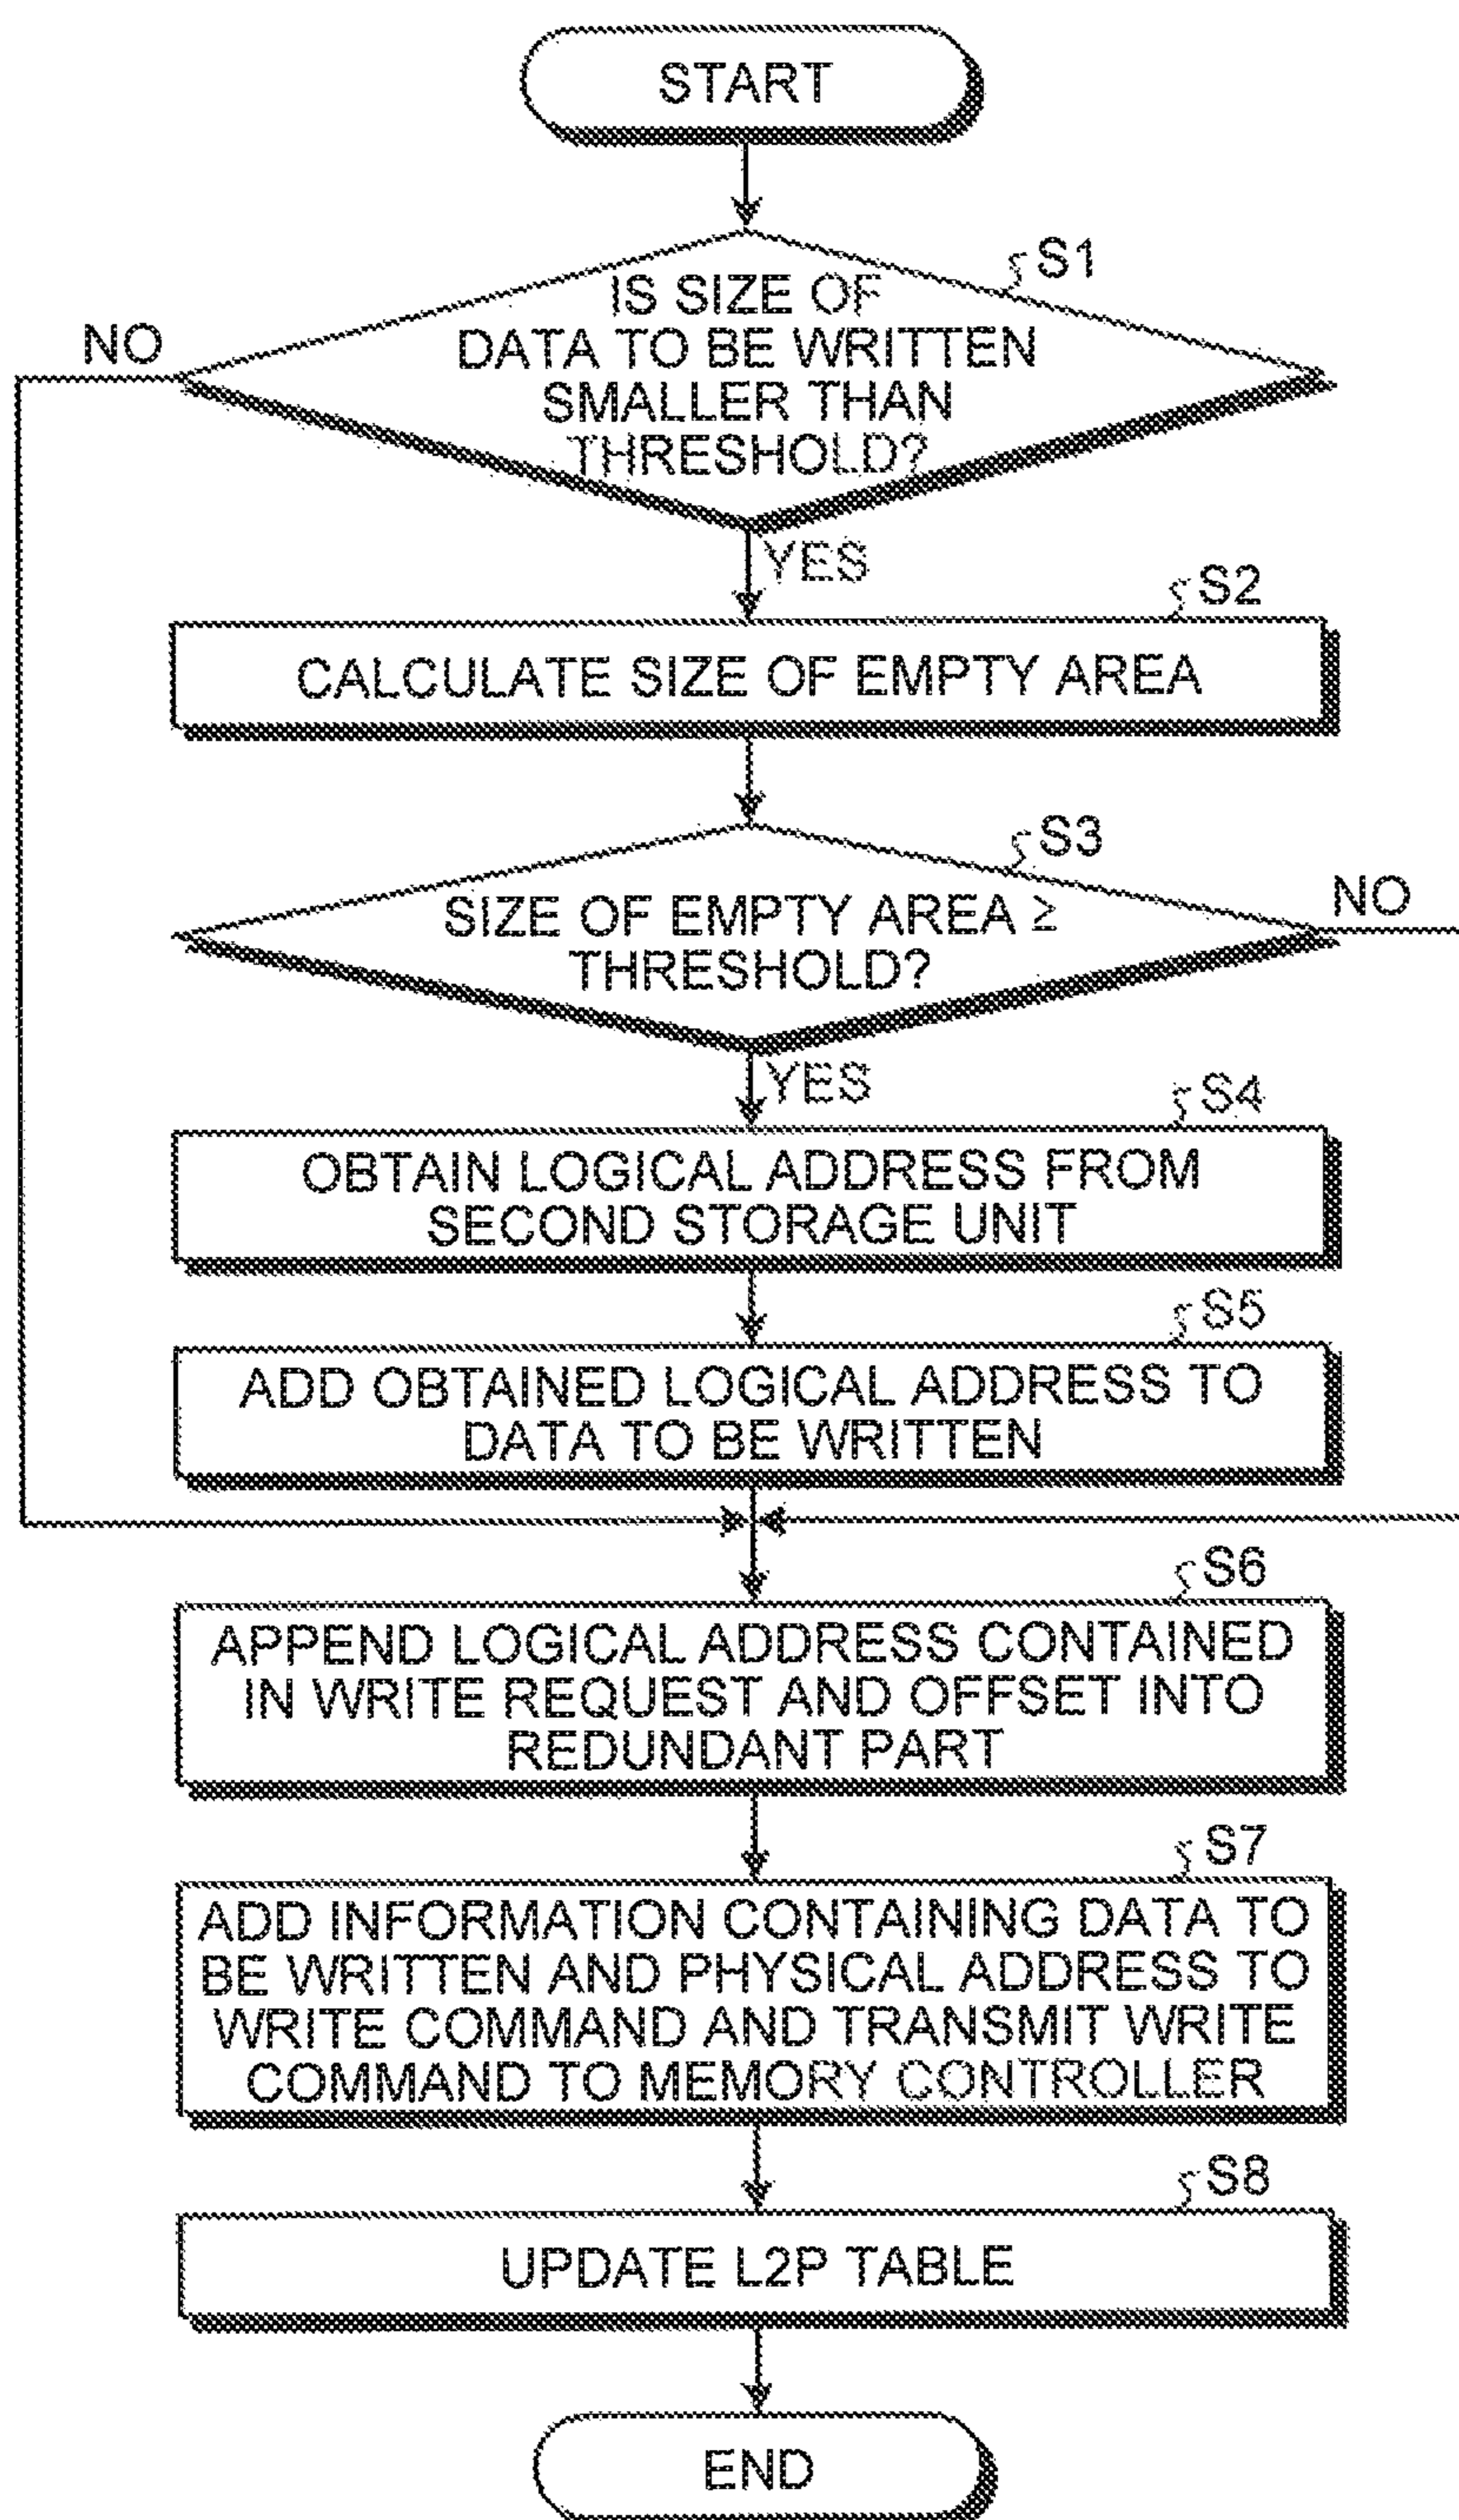 START
S1
IS SIZE OF
DATA TO BE WRITTEN
SMALLER THAN
THRESHOLD?
NO
YES
S2
CALCULATE SIZE OF EMPTY AREA
S3
SIZE OF EMPTY AREA ≥
THRESHOLD?
NO
YES
S4
OBTAIN LOGICAL ADDRESS FROM
SECOND STORAGE UNIT
S5
ADD OBTAINED LOGICAL ADDRESS TO
DATA TO BE WRITTEN
S6
APPEND LOGICAL ADDRESS CONTAINED
IN WRITE REQUEST AND OFFSET INTO
REDUNDANT PART
S7
ADD INFORMATION CONTAINING DATA TO
BE WRITTEN AND PHYSICAL ADDRESS TO
WRITE COMMAND AND TRANSMIT WRITE
COMMAND TO MEMORY CONTROLLER
S8
UPDATE L2P TABLE
END